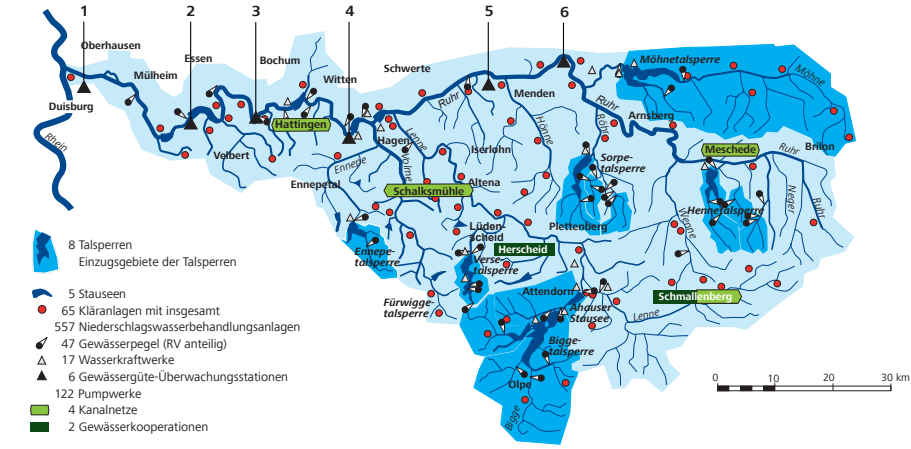 1
2
3
4
5
6
Oberhausen
Essen
Bochum
Mülheim
Witten
Schwerte
Möhnetalsperre
Möhne
Duisburg
Ruhr
Menden
Ruhr
Arnsberg
Röhr
Hattingen
Hagen
Lenne
Hönne
Rhein
Velbert
Volme
Iserlohn
Meschede
Ruhr
Brilon
Ennepe
Sorpe-
talsperre
Ennepetal
Schalksmühle
Altena
Neger
Ruhr
Hennetalsperre
Wenne
Plettenberg
Lüden-
scheid
Herscheid
Ennepe-
talsperre
Verse-
talsperre
Attendorn
Schmallenberg
Fürwigge-
talsperre
Ahauser
Stausee
Lenne
Bigge-
talsperre
Olpe
Bigge
8 Talsperren
Einzugsgebiete der Talsperren
5 Stauseen
65 Kläranlagen mit insgesamt
557 Niederschlagswasserbehandlungsanlagen
47 Gewässerpegel (RV anteilig)
17 Wasserkraftwerke
6 Gewässergüte-Überwachungsstationen
122 Pumpwerke
4 Kanalnetze
2 Gewässerkooperationen
0 10 20 30 km